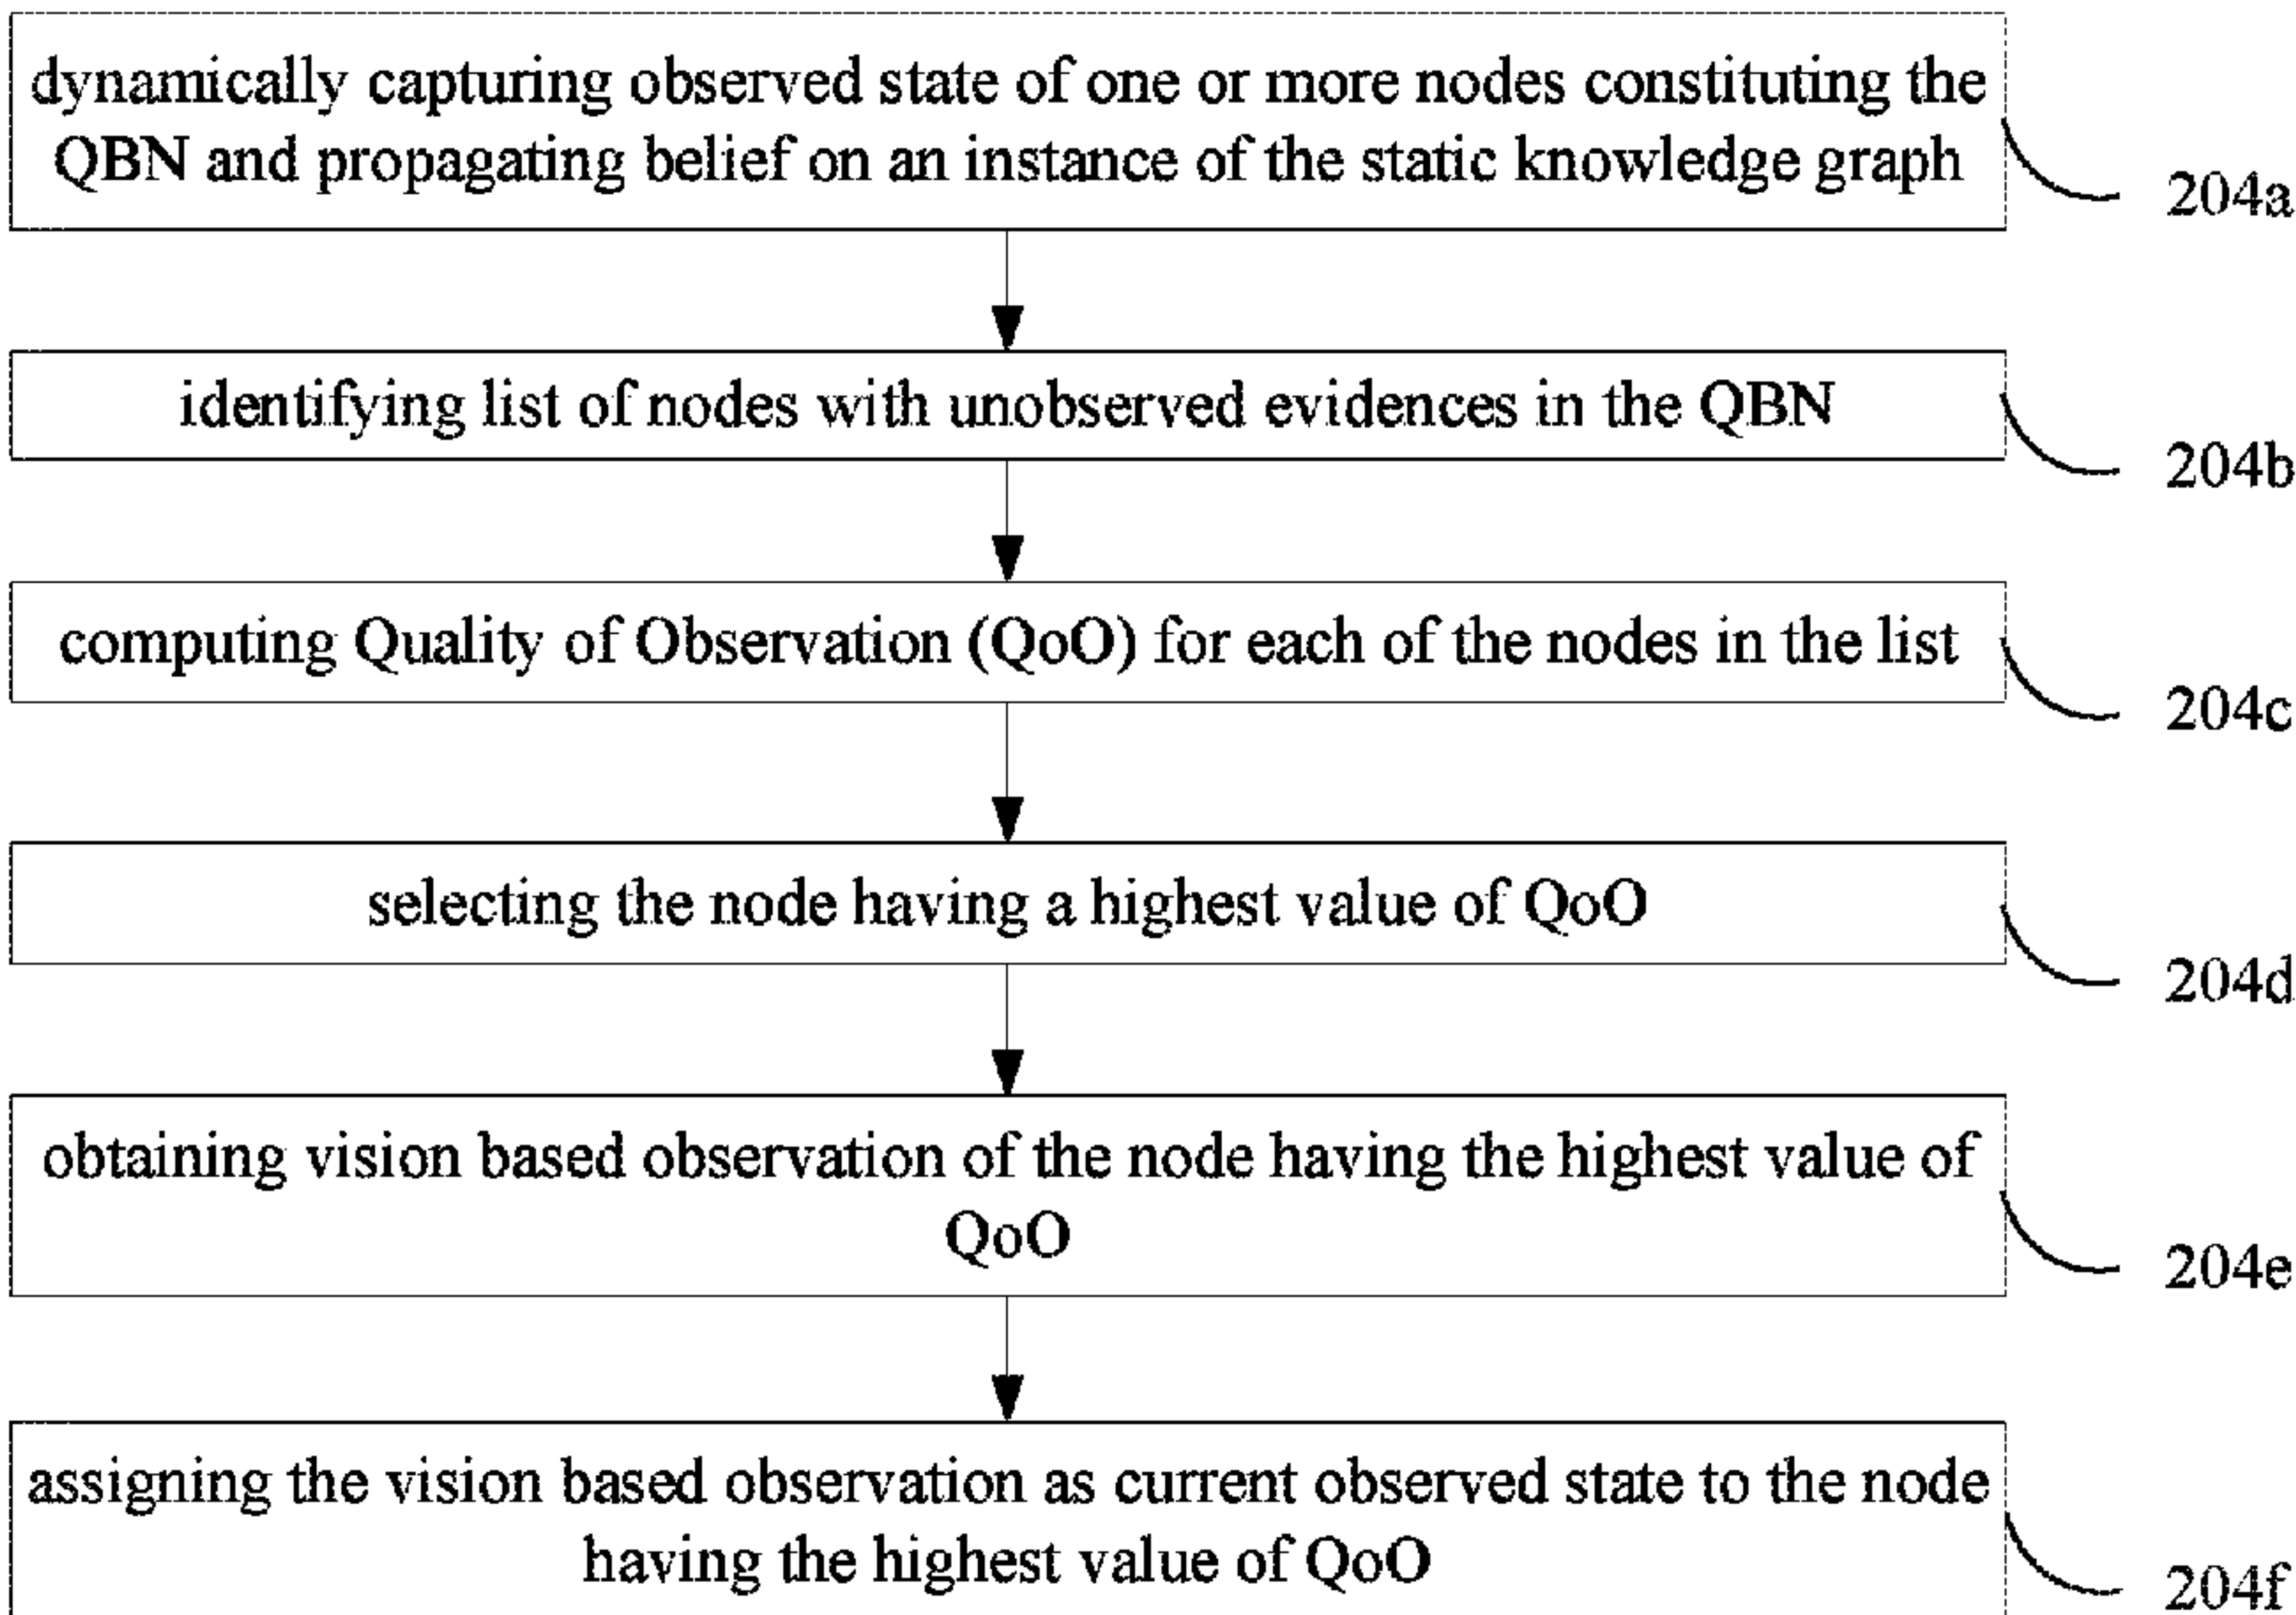 dynamically capturing observed state of one or more nodes constituting the
QBN and propagating belief on an instance of the static knowledge graph
204a
identifying list of nodes with unobserved evidences in the QBN
204b
computing Quality of Observation (QoO) for each of the nodes in the list
204c
selecting the node having a highest value of QoO
204d
obtaining vision based observation of the node having the highest value of
QoO
204e
assigning the vision based observation as current observed state to the node
having the highest value of QoO
204f